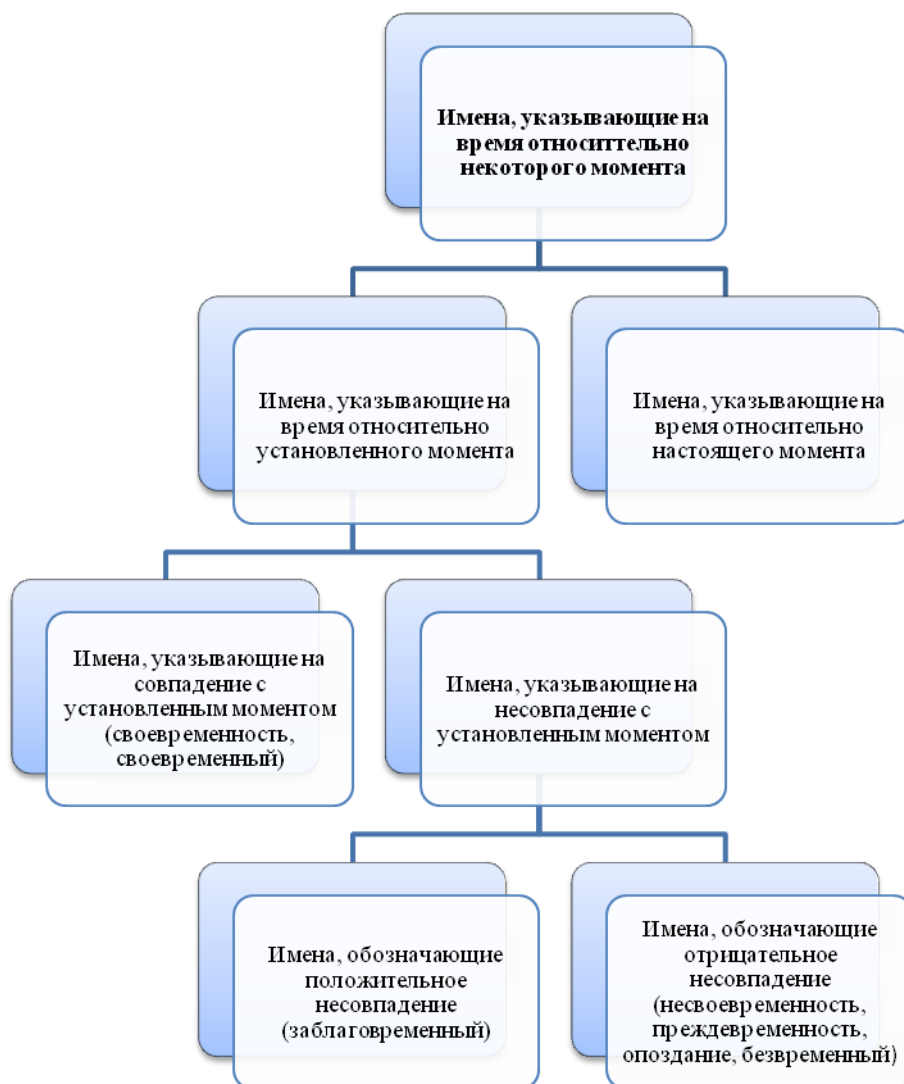 Имена, указывающие на
время относиттельно
некоторого момента
Имена, указывающие на
время относительно
установленного момента
Имена, указывающие на
время относительно
настоящего момента
Имена, указывающие на
совпадение с
установленным моментом
(своевременность,
своевременный)
Имена, указывающие на
несовпадение с
установленным моментом
Имена, обозначающие
положительное
несовпадение
(заблаговременный)
Имена, обозначающие
отрицательное
несовпадение
(несвоевременность,
преждевременность,
опоздание, безвременный)